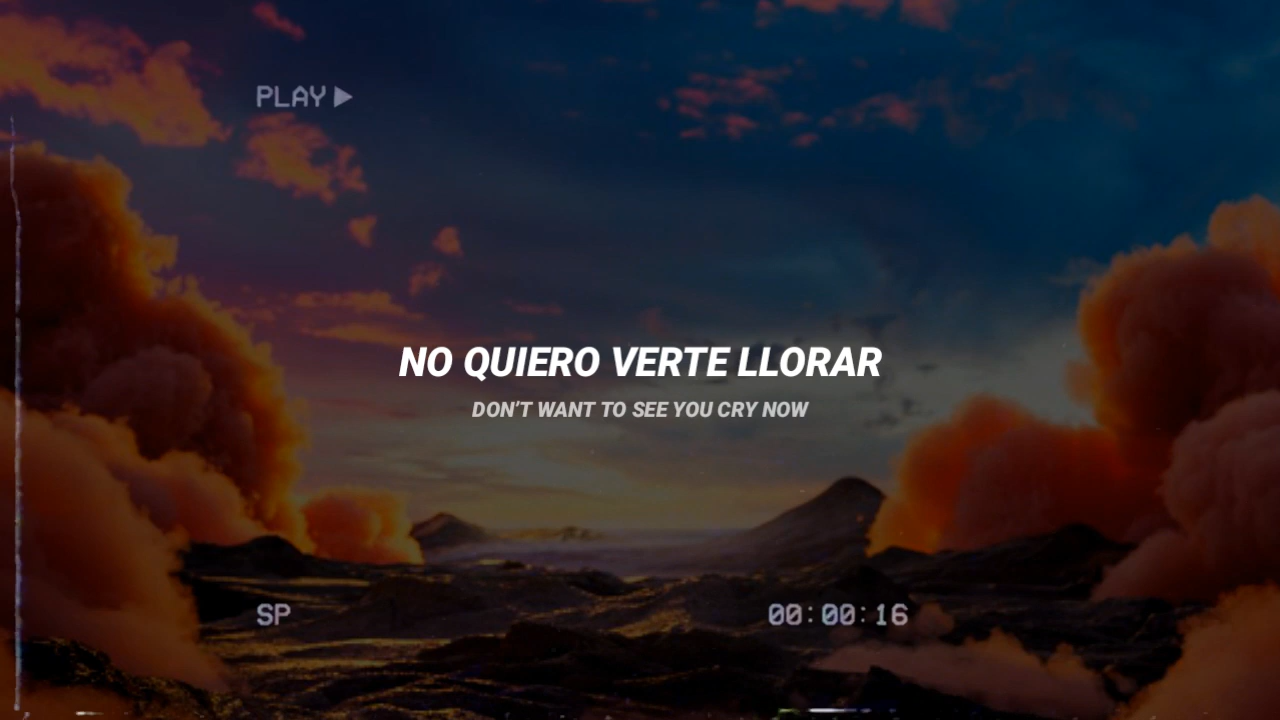 PLAY ▶
NO QUIERO VERTE LLORAR
DON'T WANT TO SEE YOU CRY NOW
SP
00:00:16